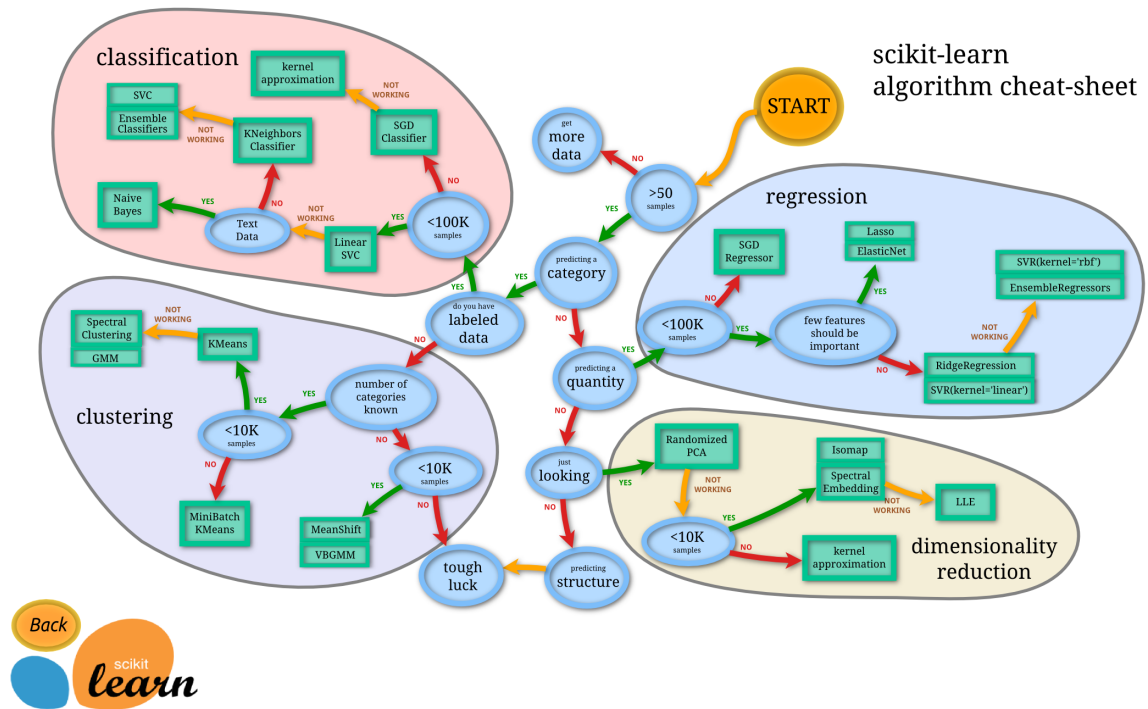 scikit-learn
algorithm cheat-sheet
START
classification
kernel
approximation
NOT
WORKING
SVC
Ensemble
Classifiers
NOT
WORKING
KNeighbors
Classifier
SGD
Classifier
NO
Naive
Bayes
YES
Text
Data
NO
NOT
WORKING
Linear
SVC
YES
<100K
samples
YES
get
more
data
NO
>50
samples
YES
predicting a
category
YES
NO
do you have
labeled
data
NO
predicting a
quantity
YES
NO
just
looking
YES
NO
predicting
structure
tough
luck
regression
SGD
Regressor
NO
<100K
samples
YES
Lasso
ElasticNet
YES
few features
should be
important
NO
SVR(kernel='rbf')
EnsembleRegressors
NOT
WORKING
RidgeRegression
SVR(kernel='linear')
clustering
Spectral
Clustering
GMM
NOT
WORKING
KMeans
YES
<10K
samples
YES
number of
categories
known
NO
NO
MiniBatch
KMeans
<10K
samples
YES
NO
MeanShift
VBGMM
dimensionality
reduction
Randomized
PCA
NOT
WORKING
<10K
samples
YES
NO
Isomap
Spectral
Embedding
NOT
WORKING
LLE
kernel
approximation
Back
scikit
learn